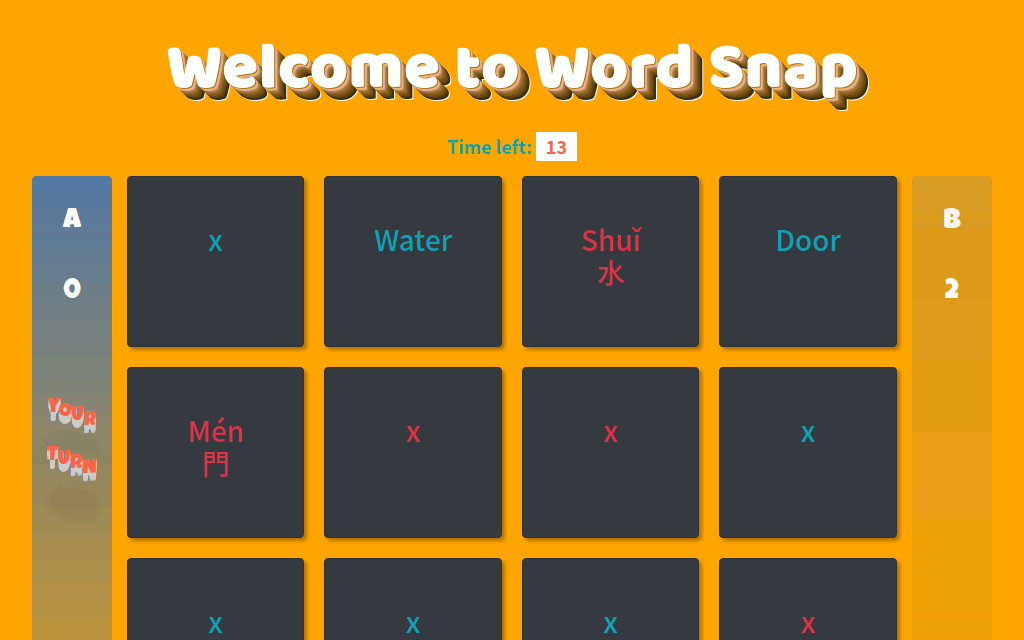 Welcome to Word Snap
Time left: 13
A
0
YOUR
TURN
x
Water
Shuǐ
水
Door
B
2
Mén
門
x
x
x
x
x
x
x